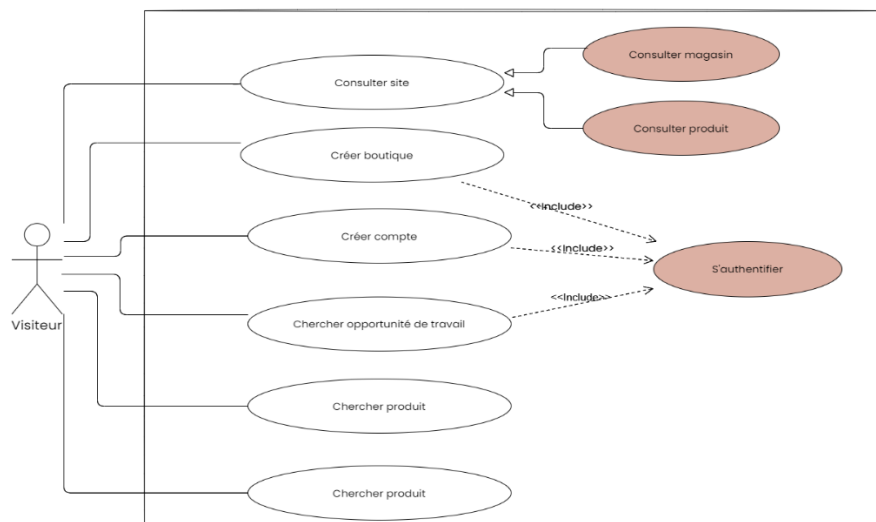 Consulter magasin
Consulter site
Consulter produit
Créer boutique
<<Include>>
Créer compte
<<Include>>
S'authentifier
<<Include>>
Visiteur
Chercher opportunité de travail
Chercher produit
Chercher produit